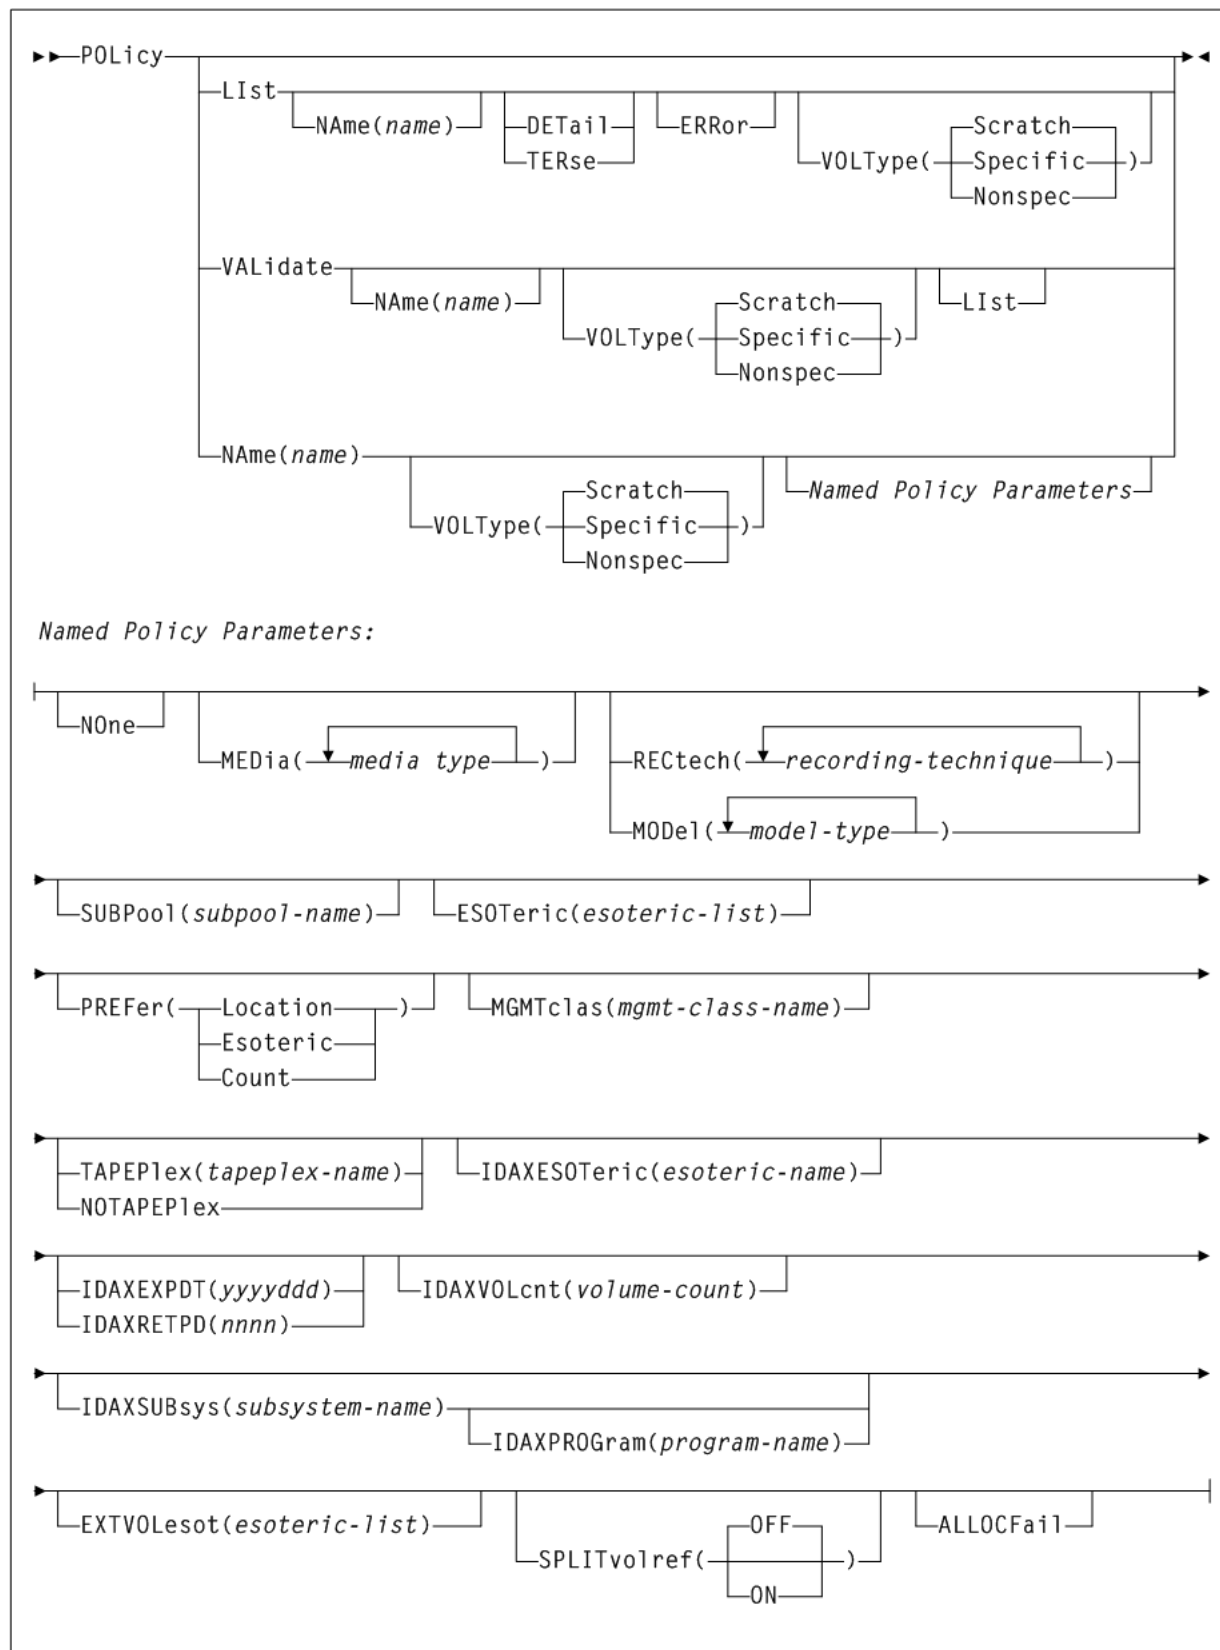 POLicy
LIst
NAme(name)
DETail
ERRor
Scratch
TERse
VOLType( Specific )
Nonspec
VALidate
NAme(name)
Scratch
LIst
VOLType( Specific )
Nonspec
NAme(name)
Scratch
Named Policy Parameters
VOLType( Specific )
Nonspec
Named Policy Parameters:
NOne
MEDia( media type )
RECtech( recording-technique )
MODel( model-type )
SUBPool(subpool-name)
ESOTeric(esoteric-list)
PREFer( Location )
MGMTclas(mgmt-class-name)
Esoteric
Count
TAPEPlex(tapeplex-name)
IDAXESOTeric(esoteric-name)
NOTAPEPlex
IDAXEXPDT(yyyyddd)
IDAXVOLcnt(volume-count)
IDAXRETPD(nnnn)
IDAXSUBsys(subsystem-name)
IDAXPROGram(program-name)
EXTVOLesot(esoteric-list)
OFF
ALLOCFail
SPLITvolref( )
ON